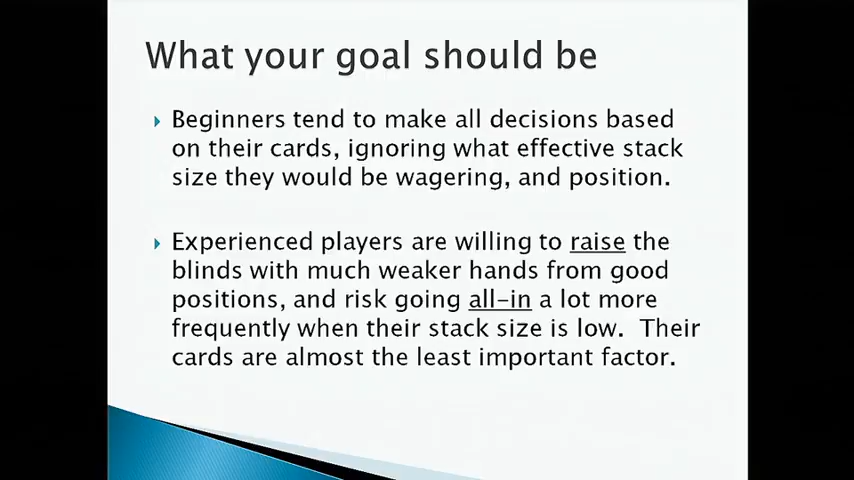 What your goal should be
Beginners tend to make all decisions based
on their cards, ignoring what effective stack
size they would be wagering, and position.
Experienced players are willing to raise the
blinds with much weaker hands from good
positions, and risk going all-in a lot more
frequently when their stack size is low.  Their
cards are almost the least important factor.